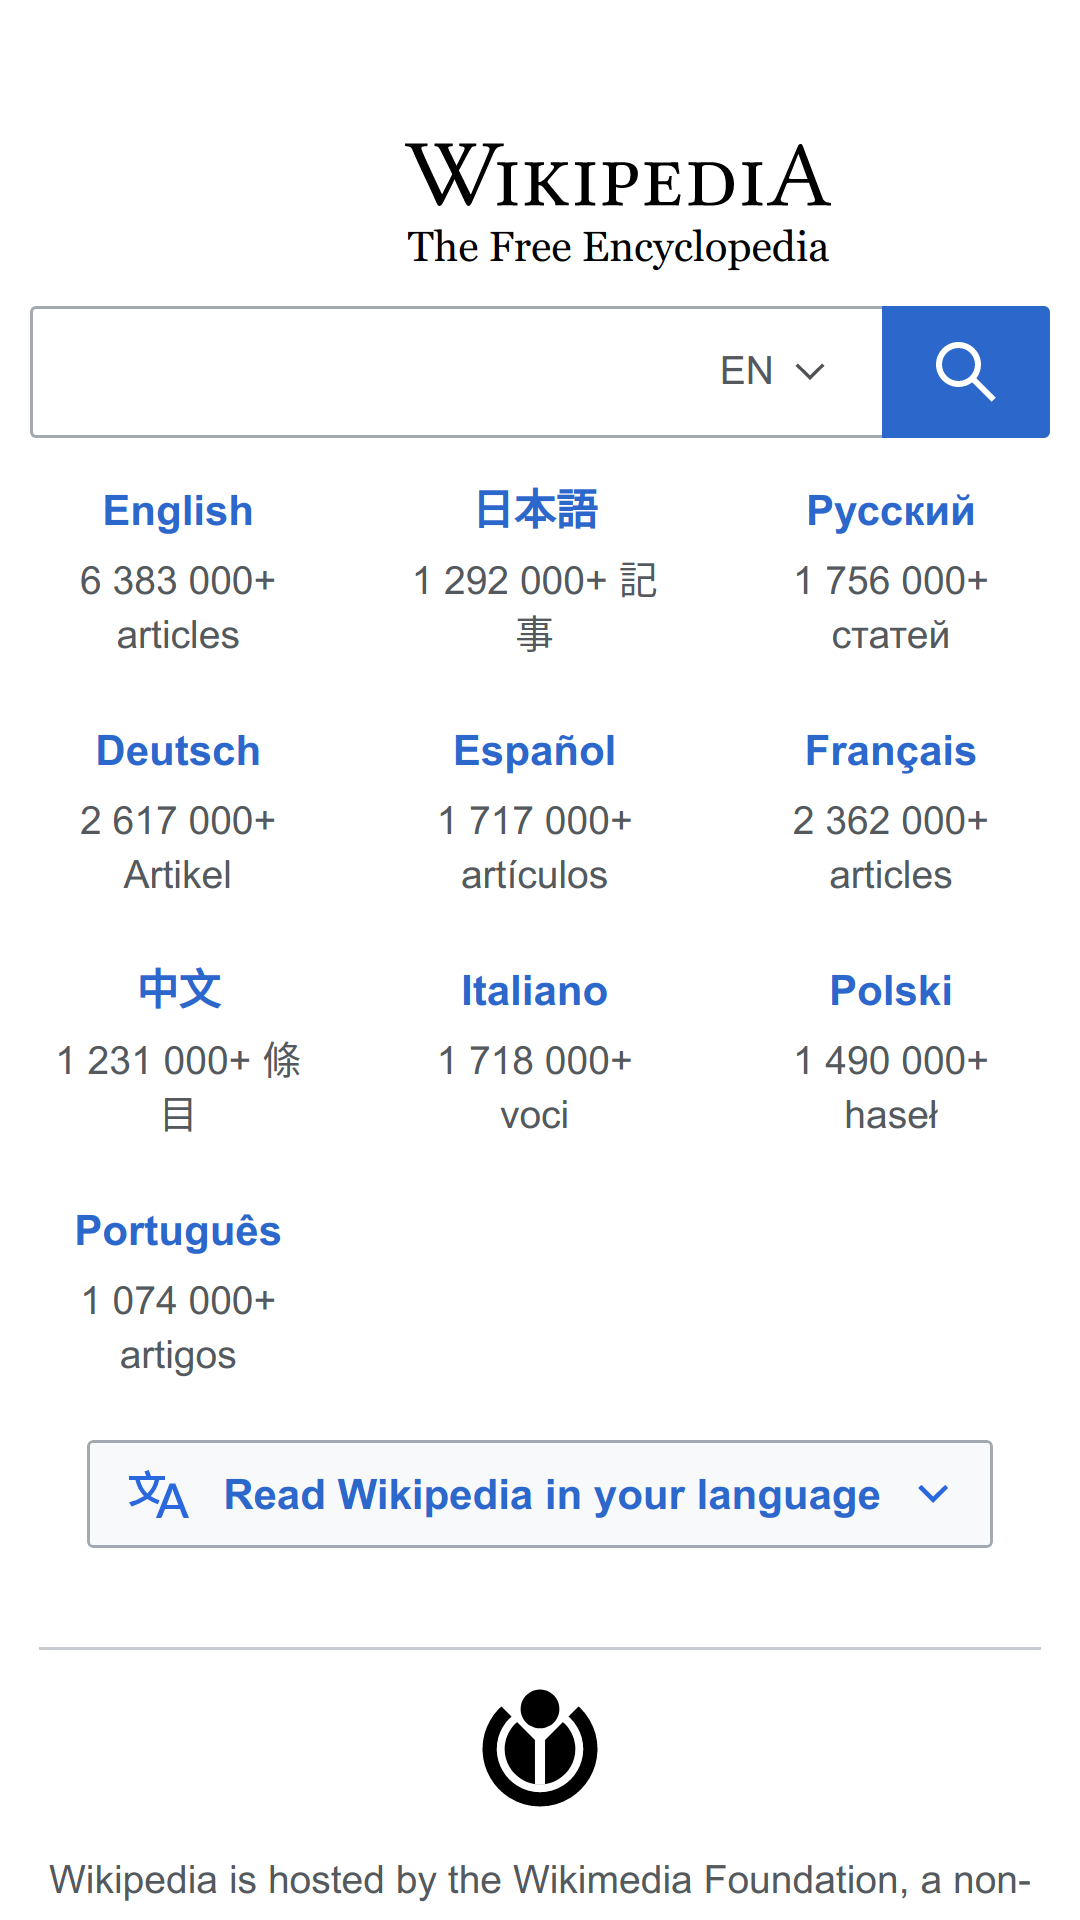 WIKIPEDIA
The Free Encyclopedia
EN
English
6 383 000+
articles
日本語
1 292 000+ 記
事
Русский
1 756 000+
статей
Deutsch
2 617 000+
Artikel
Español
1 717 000+
artículos
Français
2 362 000+
articles
中文
1 231 000+ 條
目
Italiano
1 718 000+
voci
Polski
1 490 000+
haseł
Português
1 074 000+
artigos
Read Wikipedia in your language
Wikipedia is hosted by the Wikimedia Foundation, a non-